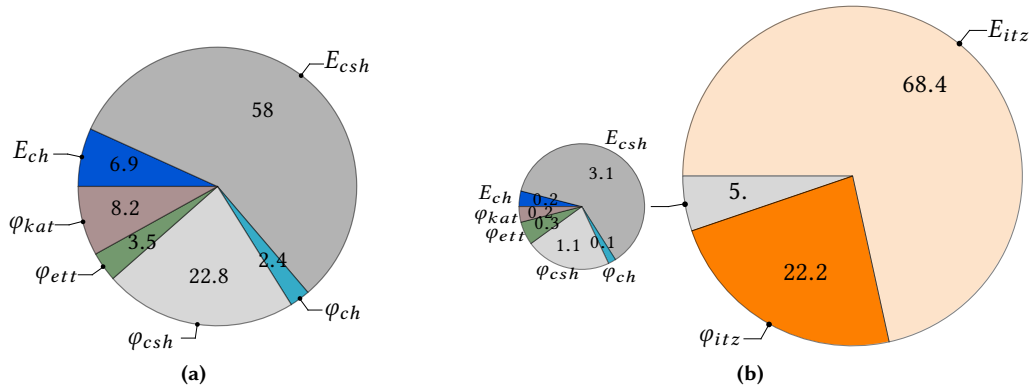 E_csh
58
E_ch
6.9
φ_kat
8.2
φ_ett
3.5
φ_csh
22.8
2.4
φ_ch
(a)
E_csh
3.1
E_ch
0.2
φ_kat
0.2
φ_ett
0.3
φ_csh
1.1
0.1
φ_ch
E_itz
68.4
5.
22.2
φ_itz
(b)